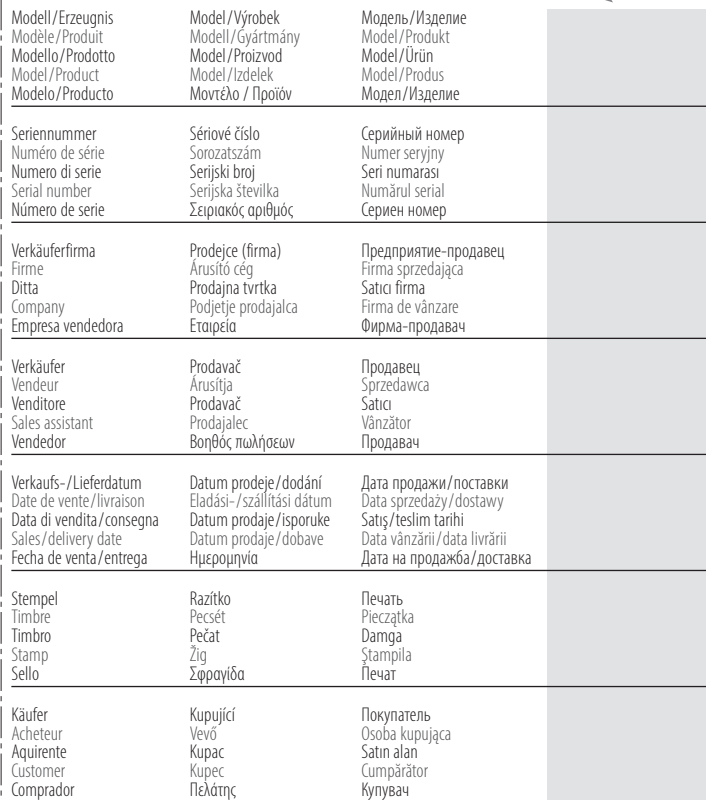 Modell/Erzeugnis Model/Výrobek Модель/Изделие
Modèle/Produit Modell/Gyártmány Model/Produkt
Modello/Prodotto Model/Proizvod Model/Ürün
Model/Product Model/Izdelek Model/Produs
Modelo/Producto Μοντέλο / Προϊόν Модел/Изделие
Seriennummer Sériové číslo Серийный номер
Numéro de série Sorozatszám Numer seryjny
Numero di serie Serijski broj Seri numarası
Serial number Serijska številka Numărul serial
Número de serie Σειριακός αριθμός Сериен номер
Verkäuferfirma Prodejce (firma) Предприятие-продавец
Firme Árusító cég Firma sprzedająca
Ditta Prodajna tvrtka Satıcı firma
Company Podjetje prodajalca Firma de vânzare
Empresa vendedora Εταιρεία Фирма-продавач
Verkäufer Prodavač Продавец
Vendeur Árusítja Sprzedawca
Venditore Prodavač Satıcı
Sales assistant Prodajalec Vânzător
Vendedor Βοηθός πωλήσεων Продавач
Verkaufs-/Lieferdatum Datum prodeje/dodání Дата продажи/поставки
Date de vente/livraison Eladási-/szállítási dátum Data sprzedaży/dostawy
Data di vendita/consegna Datum prodaje/isporuke Satış/teslim tarihi
Sales/delivery date Datum prodaje/dobave Data vânzării/data livrării
Fecha de venta/entrega Ημερομηνία Дата на продажба/доставка
Stempel Razítko Печать
Timbre Pecsét Pieczątka
Timbro Pečat Damga
Stamp Žig Ştampila
Sello Σφραγίδα Печат
Käufer Kupující Покупатель
Acheteur Vevő Osoba kupująca
Aquirente Kupac Satın alan
Customer Kupec Cumpărător
Comprador Πελάτης Купувач